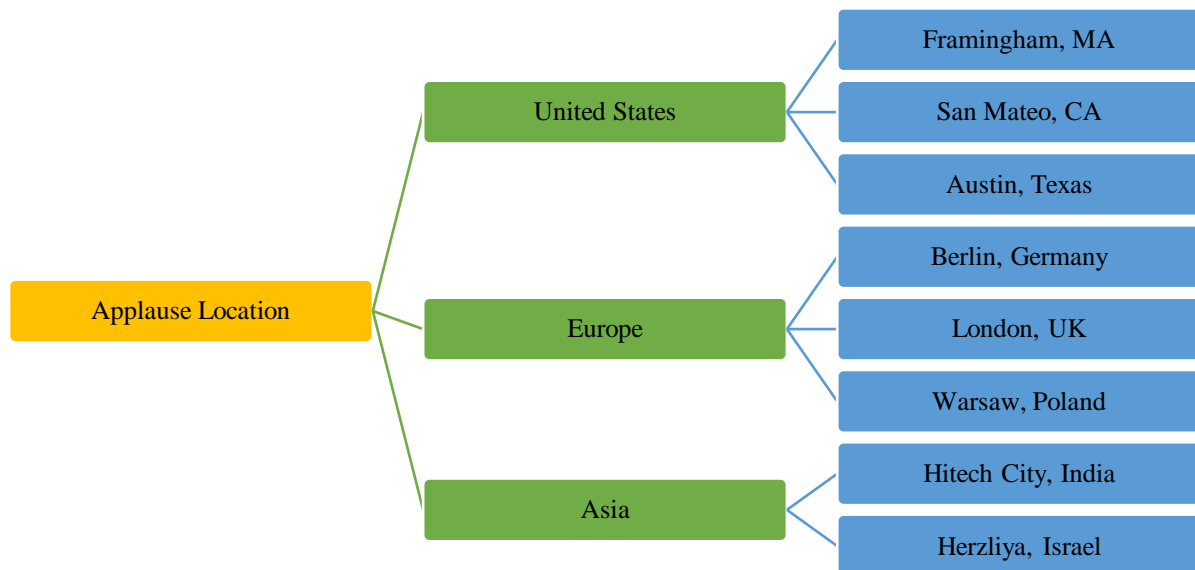 Applause Location
United States
Framingham, MA
San Mateo, CA
Austin, Texas
Europe
Berlin, Germany
London, UK
Warsaw, Poland
Asia
Hitech City, India
Herzliya, Israel